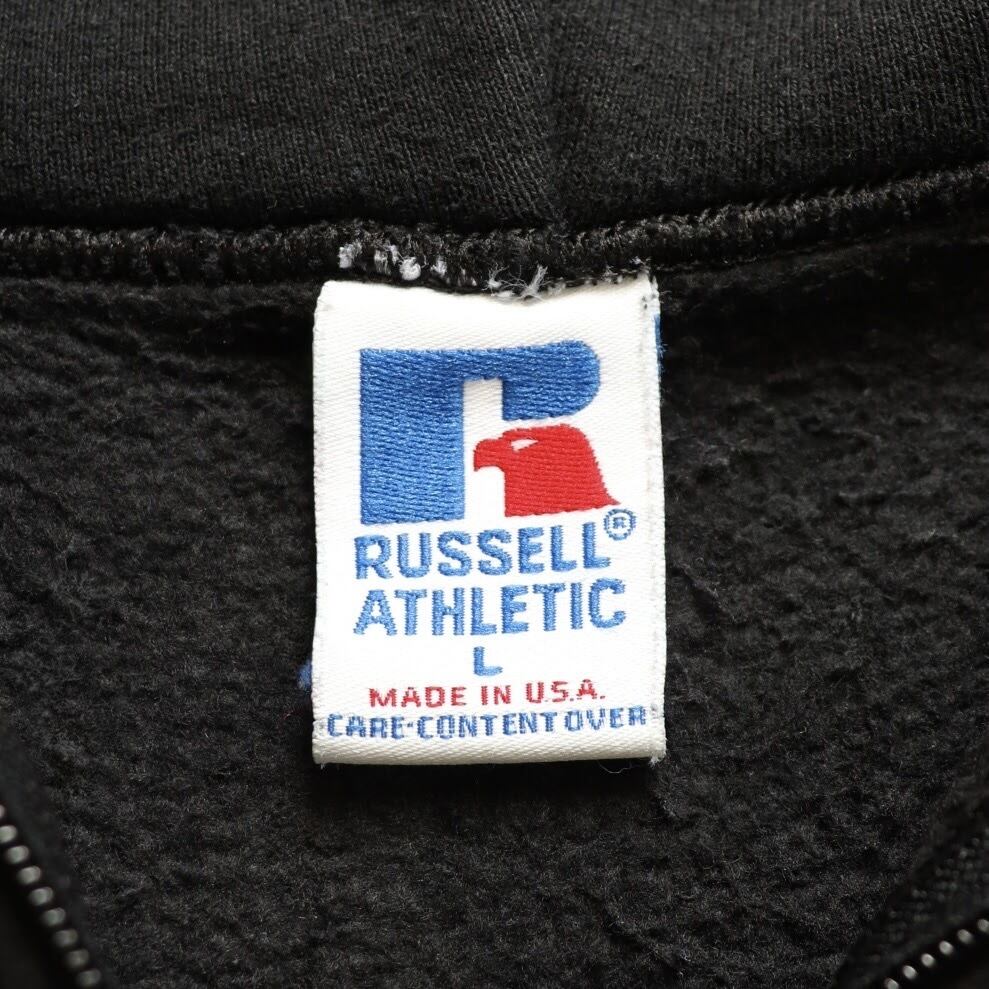 RUSSELL®
ATHLETIC
L
MADE IN U.S.A.
CARE-CONTENT OVER